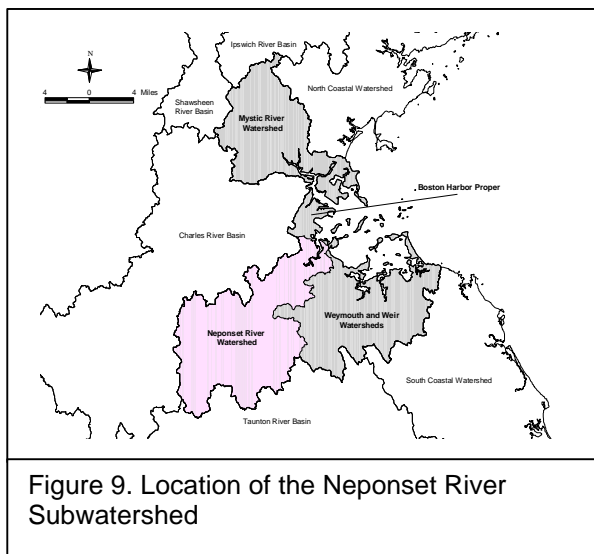 Ipswich River Basin
N
4 0 4 Miles
North Coastal Watershed
Shawsheen
River Basin
Mystic River
Watershed
Boston Harbor Proper
Charles River Basin
Neponset River
Watershed
Weymouth and Weir
Watersheds
South Coastal Watershed
Taunton River Basin
Figure 9. Location of the Neponset River
Subwatershed